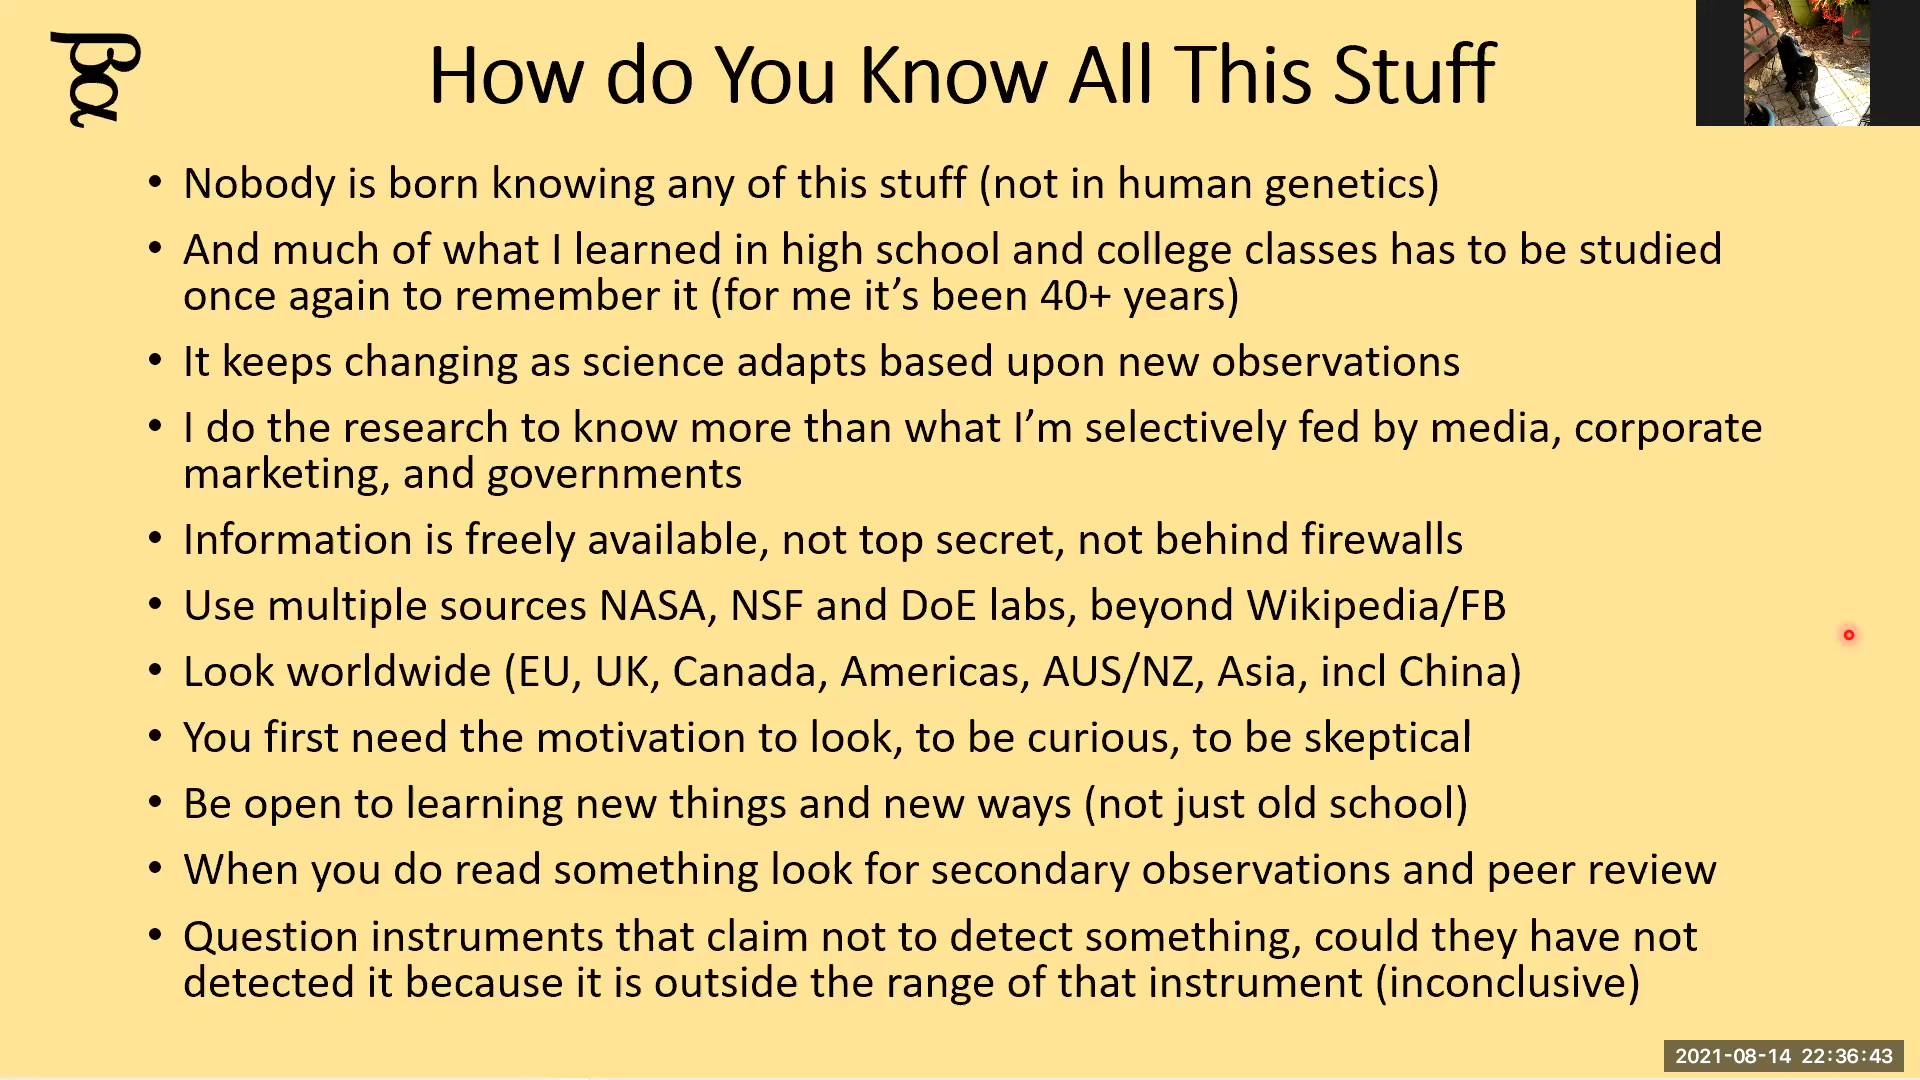 βα
How do You Know All This Stuff
• Nobody is born knowing any of this stuff (not in human genetics)
• And much of what I learned in high school and college classes has to be studied
once again to remember it (for me it’s been 40+ years)
• It keeps changing as science adapts based upon new observations
• I do the research to know more than what I’m selectively fed by media, corporate
marketing, and governments
• Information is freely available, not top secret, not behind firewalls
• Use multiple sources NASA, NSF and DoE labs, beyond Wikipedia/FB
• Look worldwide (EU, UK, Canada, Americas, AUS/NZ, Asia, incl China)
• You first need the motivation to look, to be curious, to be skeptical
• Be open to learning new things and new ways (not just old school)
• When you do read something look for secondary observations and peer review
• Question instruments that claim not to detect something, could they have not
detected it because it is outside the range of that instrument (inconclusive)
2021-08-14 22:36:43